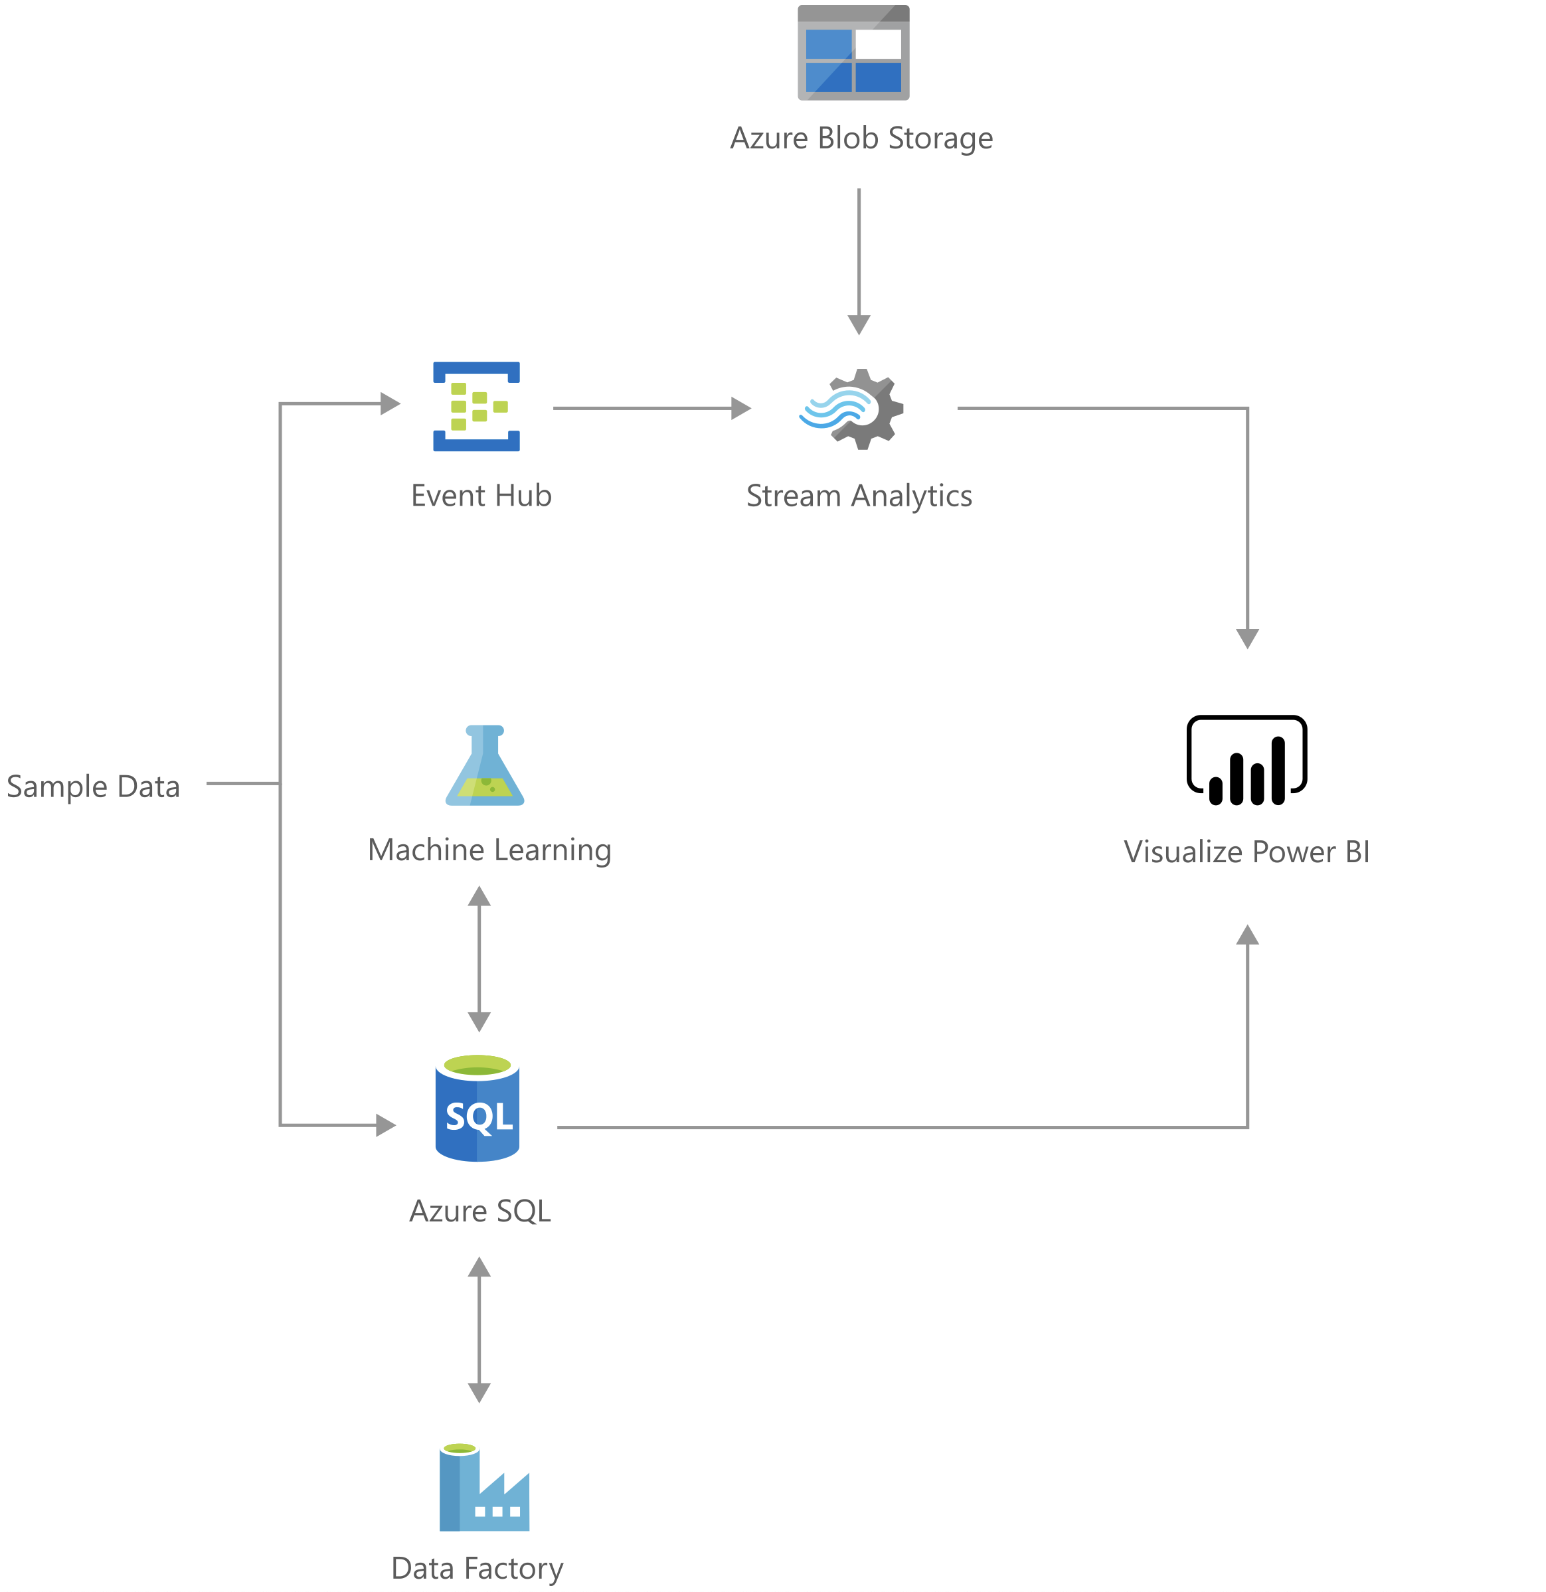 Azure Blob Storage
Event Hub
Stream Analytics
Sample Data
Machine Learning
Visualize Power BI
SQL
Azure SQL
Data Factory